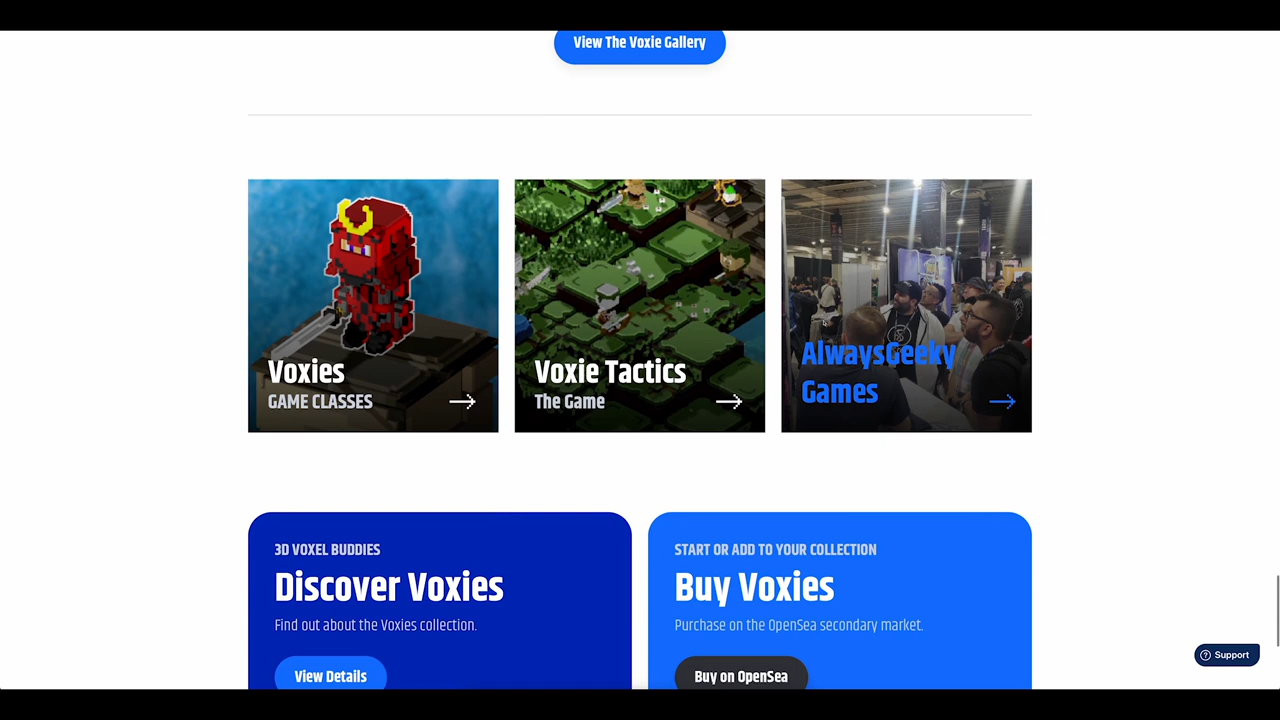 View The Voxie Gallery
Voxies
GAME CLASSES
Voxie Tactics
The Game
AlwaysGeeky
Games
3D VOXEL BUDDIES
Discover Voxies
Find out about the Voxies collection.
View Details
START OR ADD TO YOUR COLLECTION
Buy Voxies
Purchase on the OpenSea secondary market.
Buy on OpenSea
Support